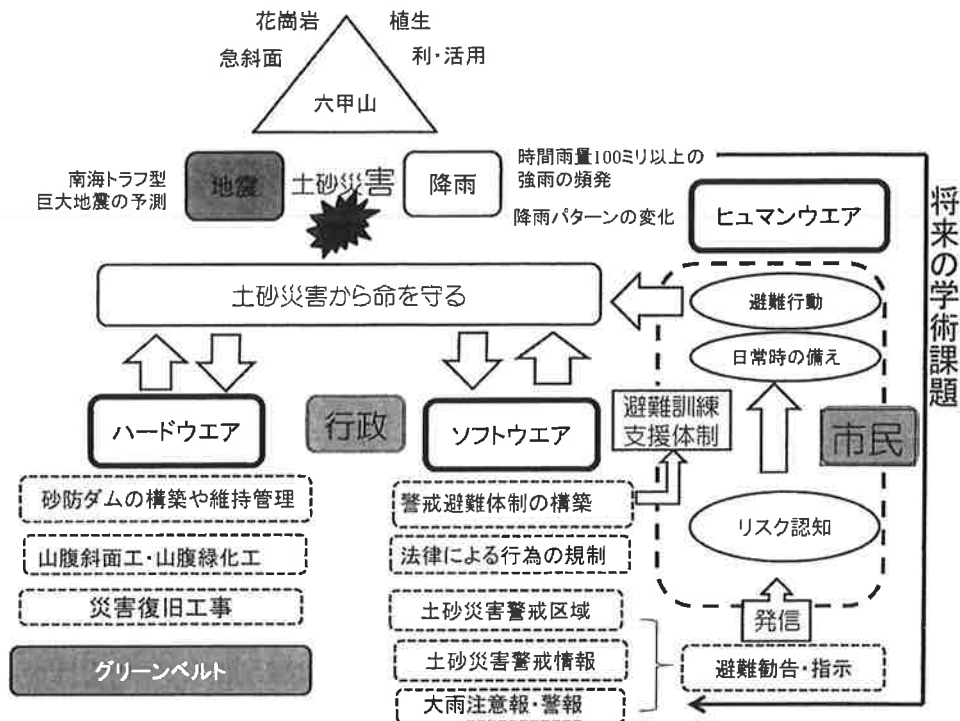 花崗岩
植生
急斜面
利・活用
六甲山
南海トラフ型
巨大地震の予測
地震
土砂災害
降雨
時間雨量100ミリ以上の
強雨の頻発
降雨パターンの変化
ヒュマンウエア
将来の学術課題
土砂災害から命を守る
避難行動
日常時の備え
ハードウエア
行政
ソフトウエア
避難訓練
支援体制
市民
砂防ダムの構築や維持管理
警戒避難体制の構築
リスク認知
山腹斜面工・山腹緑化工
法律による行為の規制
災害復旧工事
土砂災害警戒区域
発信
グリーンベルト
土砂災害警戒情報
避難勧告・指示
大雨注意報・警報